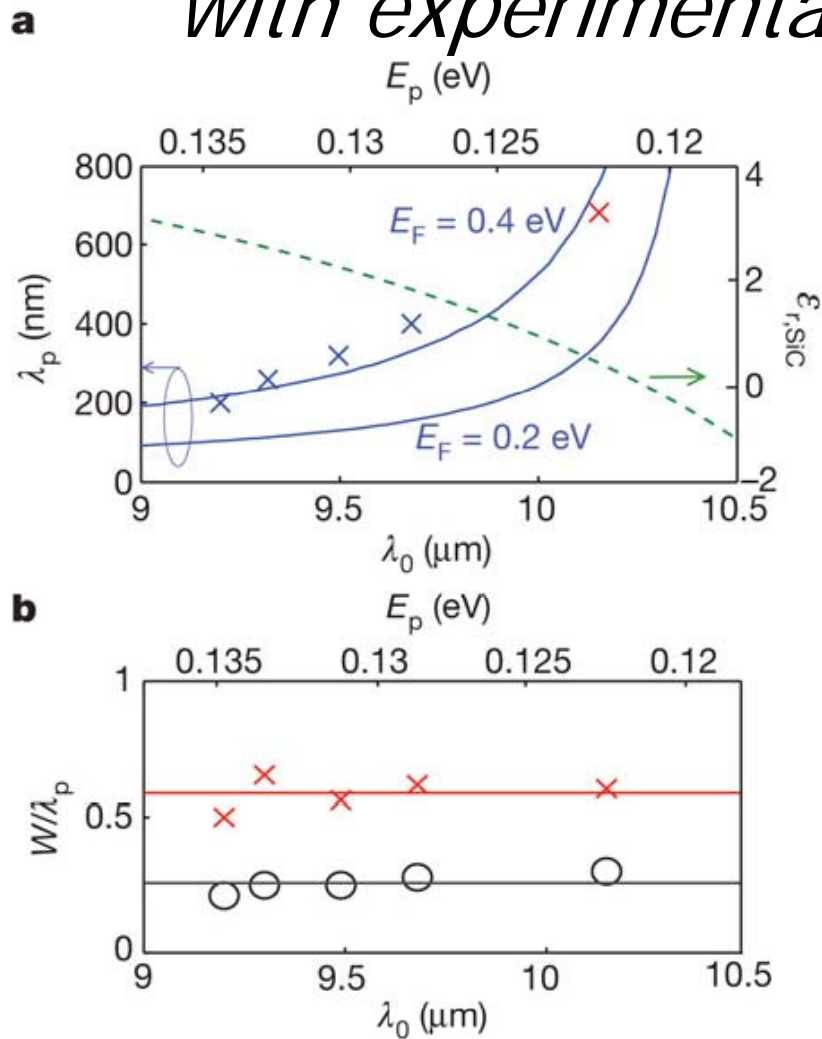 with experimenta
a
E_p (eV)
0.135 0.13 0.125 0.12
800 4
E_F = 0.4 eV
600
2
λ_p (nm) 400 ε_r,SiC
0
200
E_F = 0.2 eV
0 −2
9 9.5 10 10.5
λ_0 (μm)
b
E_p (eV)
0.135 0.13 0.125 0.12
1
W/λ_p 0.5
0
9 9.5 10 10.5
λ_0 (μm)